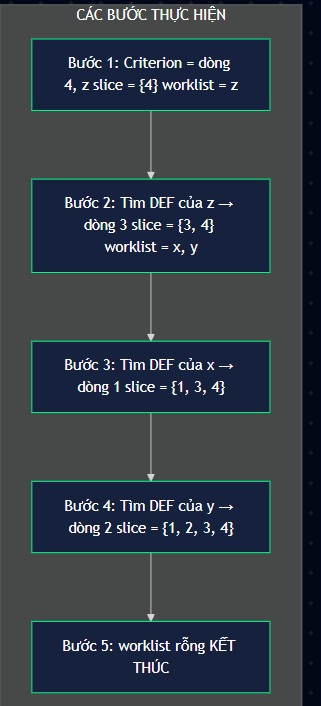 CÁC BƯỚC THỰC HIỆN
Bước 1: Criterion = dòng
4, z slice = {4} worklist = z
Bước 2: Tìm DEF của z →
dòng 3 slice = {3, 4}
worklist = x, y
Bước 3: Tìm DEF của x →
dòng 1 slice = {1, 3, 4}
Bước 4: Tìm DEF của y →
dòng 2 slice = {1, 2, 3, 4}
Bước 5: worklist rỗng KẾT
THÚC